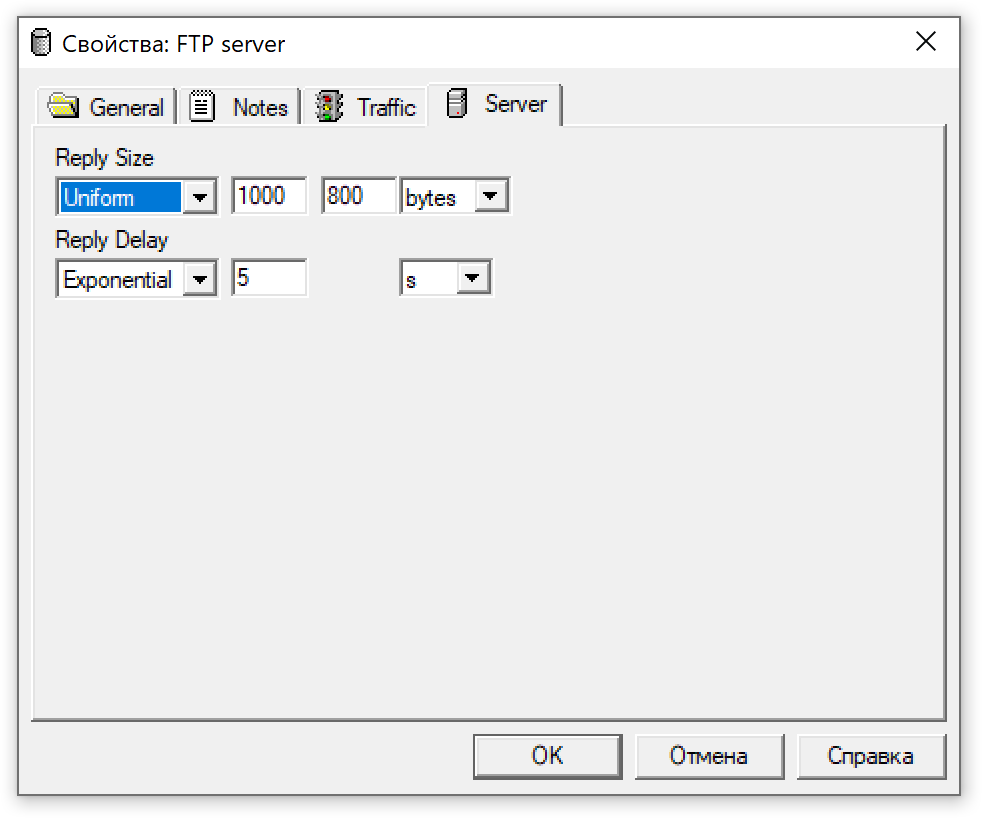 Свойства: FTP server
General Notes Traffic Server
Reply Size
Uniform 1000 800 bytes
Reply Delay
Exponential 5 s
OK Отмена Справка